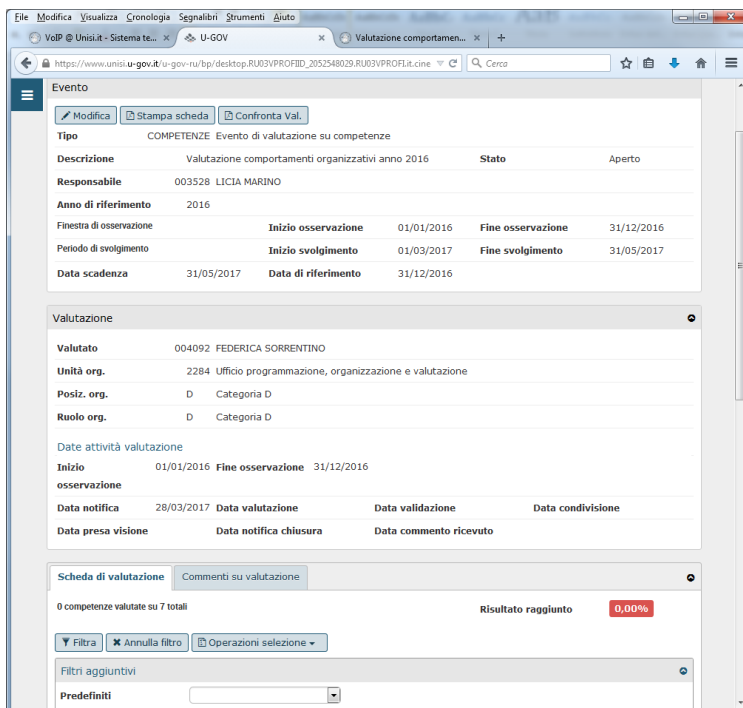 File Modifica Visualizza Cronologia Segnalibri Strumenti Aiuto
VoIP @ Unisi.it - Sistema te... × U-GOV × Valutazione comportamen... × +
https://www.unisi.u-gov.it/u-gov-ru/bp/desktop.RU03VPROFIID_2052548029.RU03VPROFI.it.cine Cerca
Evento
Modifica Stampa scheda Confronta Val.
Tipo COMPETENZE Evento di valutazione su competenze
Descrizione Valutazione comportamenti organizzativi anno 2016 Stato Aperto
Responsabile 003528 LICIA MARINO
Anno di riferimento 2016
Finestra di osservazione Inizio osservazione 01/01/2016 Fine osservazione 31/12/2016
Periodo di svolgimento Inizio svolgimento 01/03/2017 Fine svolgimento 31/05/2017
Data scadenza 31/05/2017 Data di riferimento 31/12/2016
Valutazione
Valutato 004092 FEDERICA SORRENTINO
Unità org. 2284 Ufficio programmazione, organizzazione e valutazione
Posiz. org. D Categoria D
Ruolo org. D Categoria D
Date attività valutazione
Inizio osservazione 01/01/2016 Fine osservazione 31/12/2016
Data notifica 28/03/2017 Data valutazione Data validazione Data condivisione
Data presa visione Data notifica chiusura Data commento ricevuto
Scheda di valutazione Commenti su valutazione
0 competenze valutate su 7 totali Risultato raggiunto 0,00%
Filtra Annulla filtro Operazioni selezione
Filtri aggiuntivi
Predefiniti